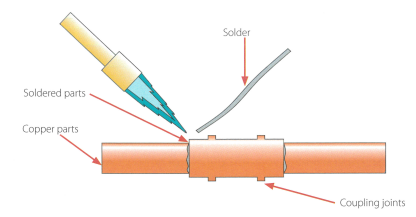 Solder
Soldered parts
Copper parts
Coupling joints